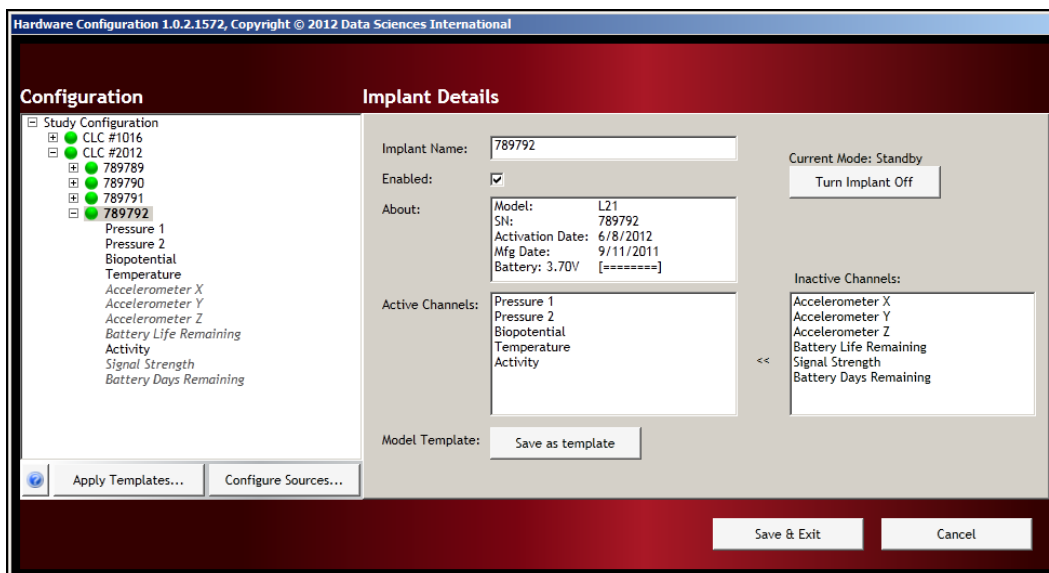 Hardware Configuration 1.0.2.1572, Copyright © 2012 Data Sciences International
Configuration
Study Configuration
CLC #1016
CLC #2012
789789
789790
789791
789792
Pressure 1
Pressure 2
Biopotential
Temperature
Accelerometer X
Accelerometer Y
Accelerometer Z
Battery Life Remaining
Activity
Signal Strength
Battery Days Remaining
Apply Templates...
Configure Sources...
Implant Details
Implant Name: 789792
Enabled:
Current Mode: Standby
Turn Implant Off
About:
Model: L21
SN: 789792
Activation Date: 6/8/2012
Mfg Date: 9/11/2011
Battery: 3.70V [========]
Active Channels:
Pressure 1
Pressure 2
Biopotential
Temperature
Activity
<<
Inactive Channels:
Accelerometer X
Accelerometer Y
Accelerometer Z
Battery Life Remaining
Signal Strength
Battery Days Remaining
Model Template:
Save as template
Save & Exit
Cancel